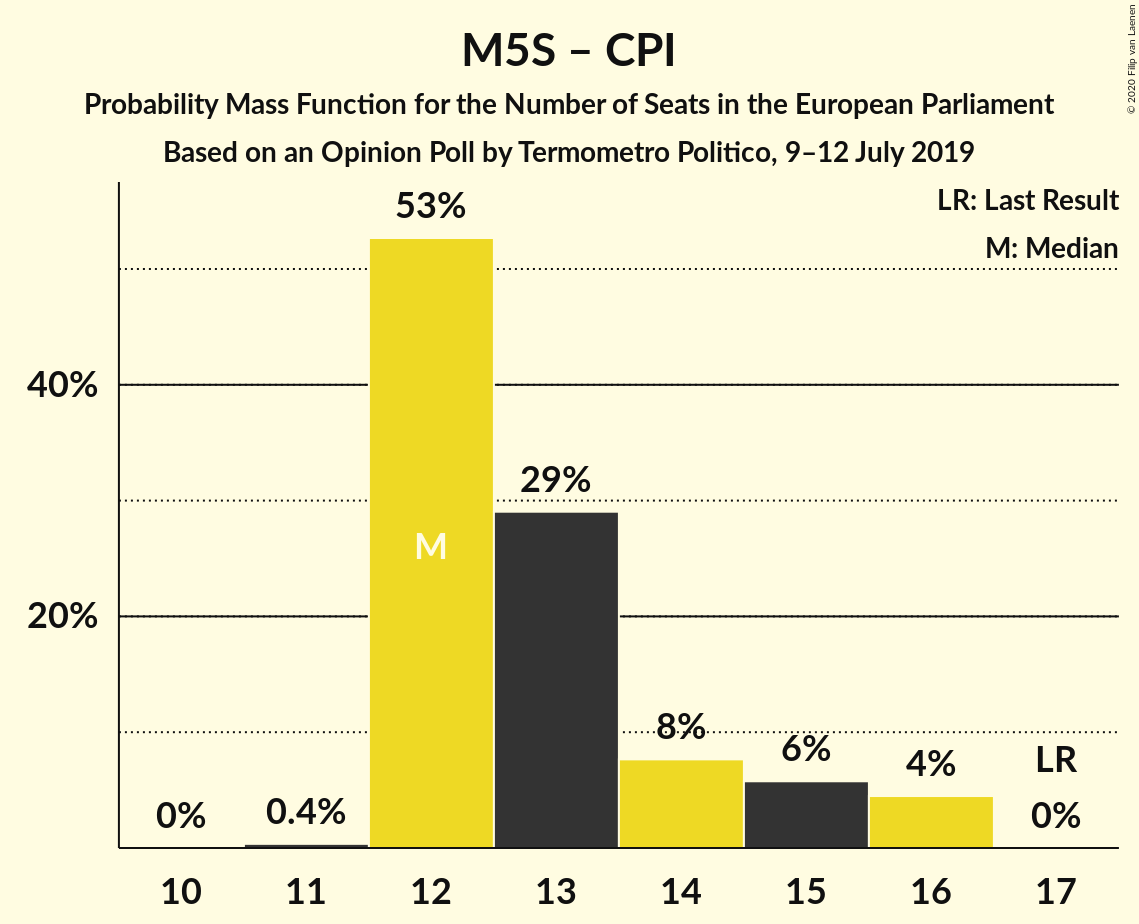 M5S – CPI
Probability Mass Function for the Number of Seats in the European Parliament
Based on an Opinion Poll by Termometro Politico, 9–12 July 2019
© 2020 Filip van Laenen
LR: Last Result
M: Median
53%
40%
29%
M
20%
8%
6%
4%
LR
0%
0.4%
0%
10 11 12 13 14 15 16 17